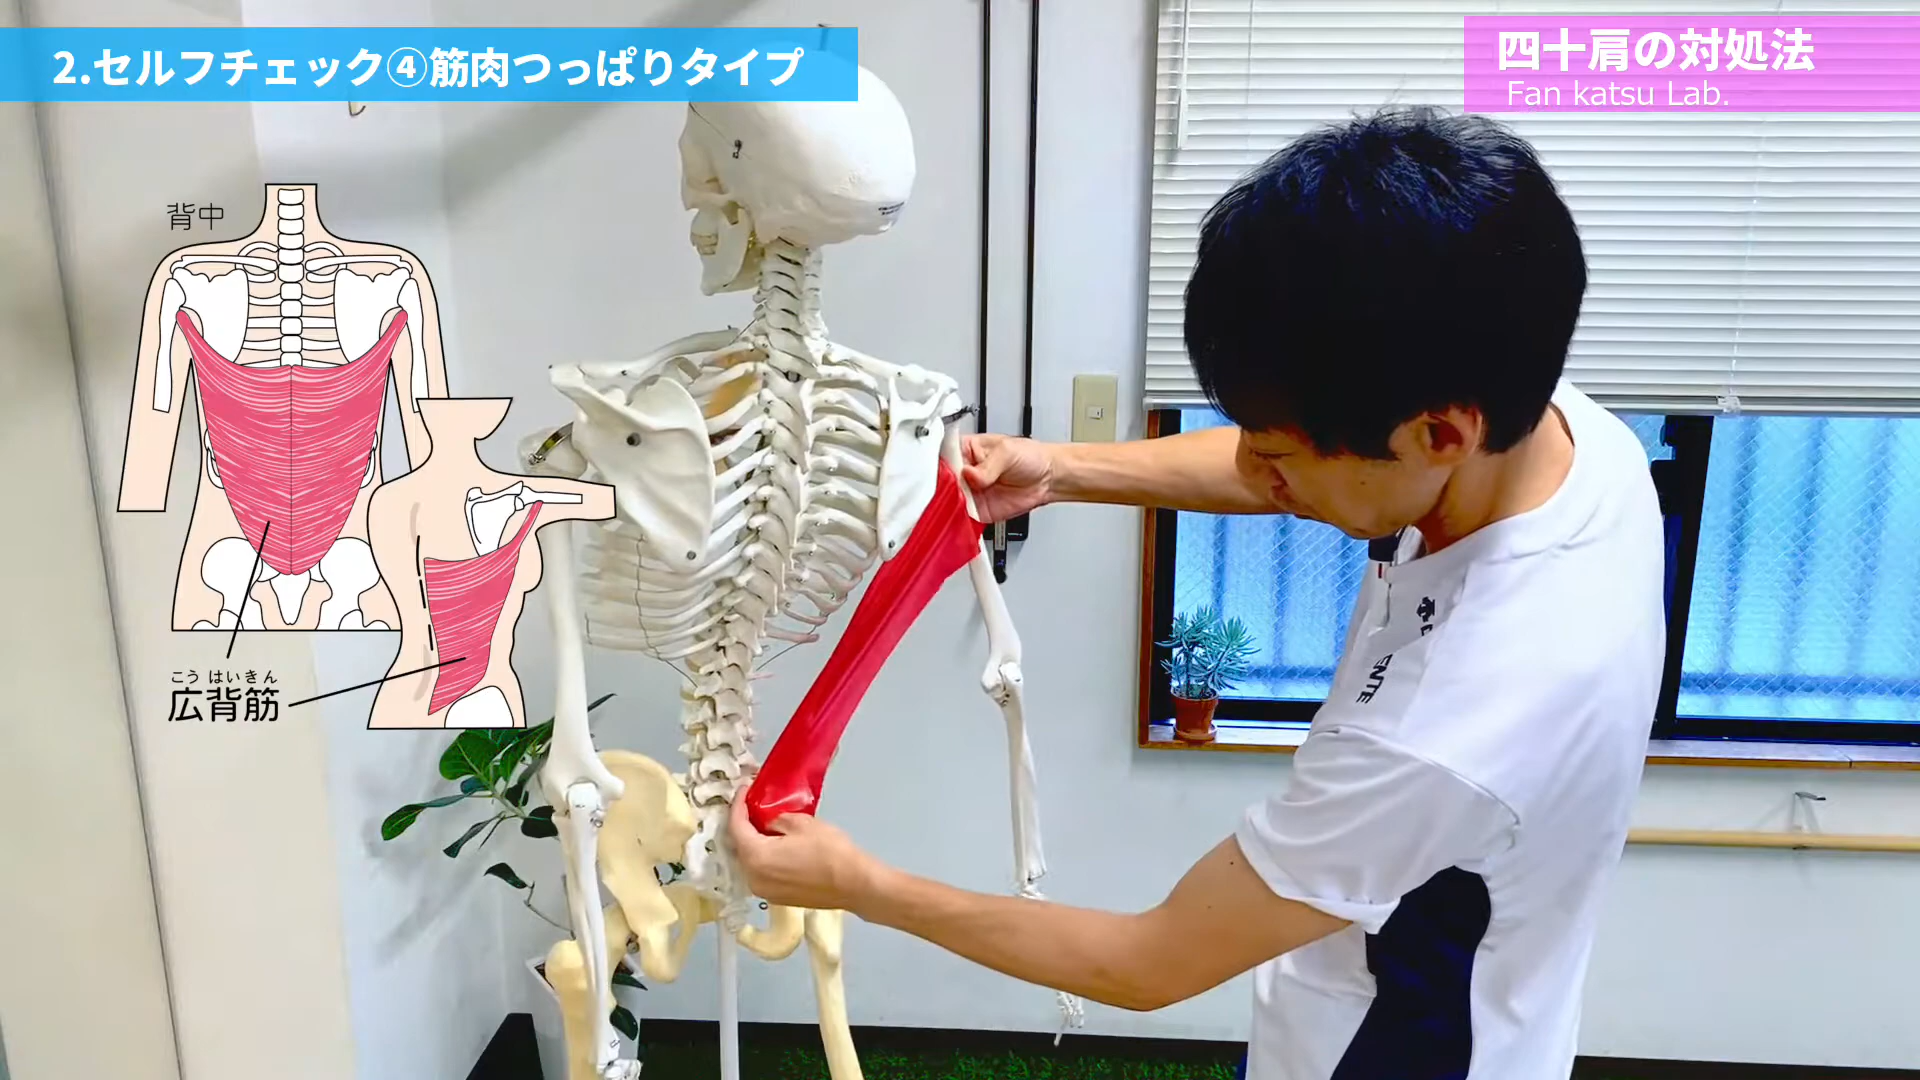 2.セルフチェック④筋肉つっぱりタイプ
四十肩の対処法
Fan katsu Lab.
背中
こう はいきん
広背筋